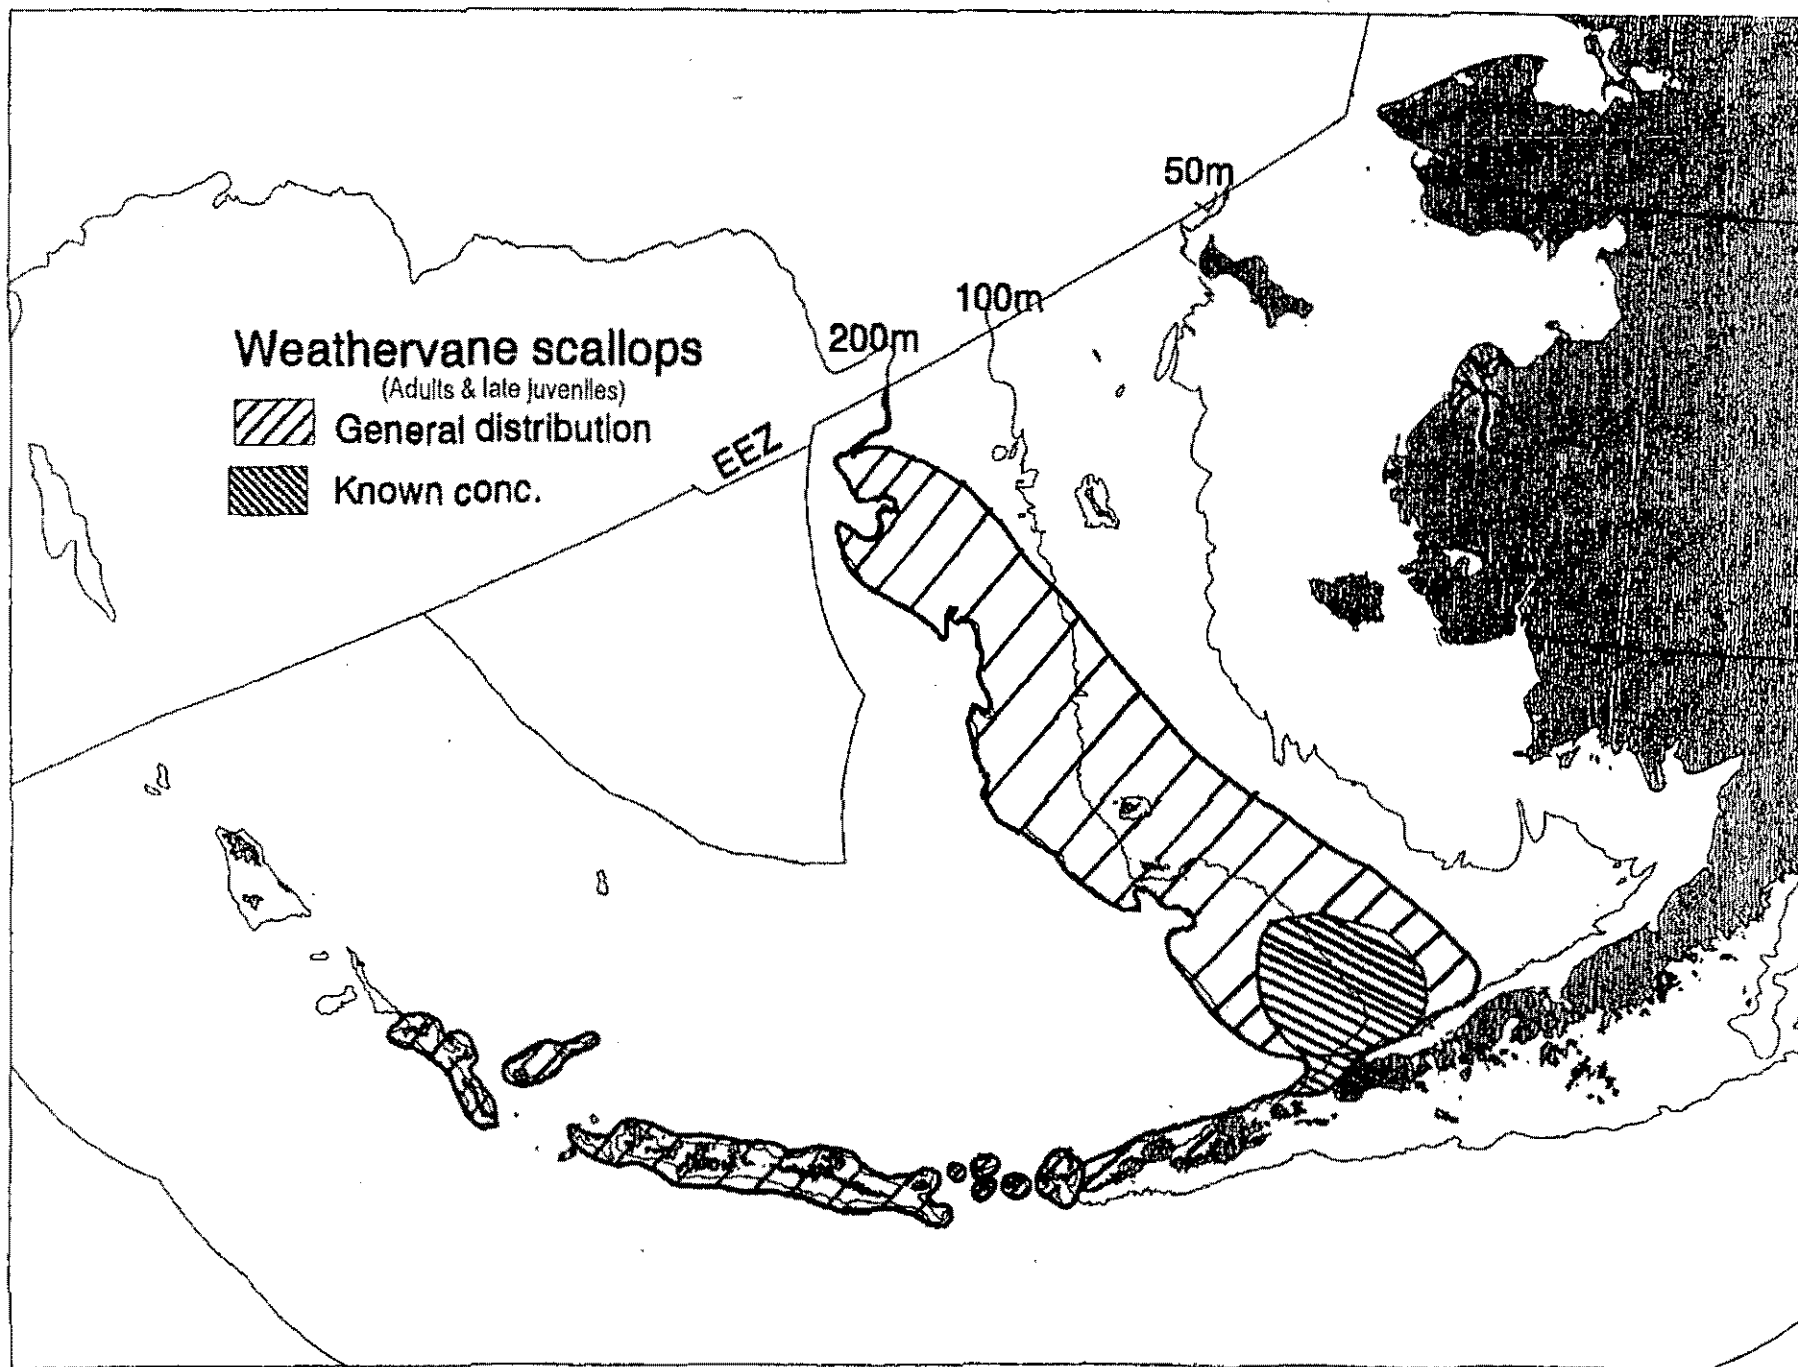 50m
100m
200m
Weathervane scallops
(Adults & late juveniles)
General distribution
EEZ
Known conc.